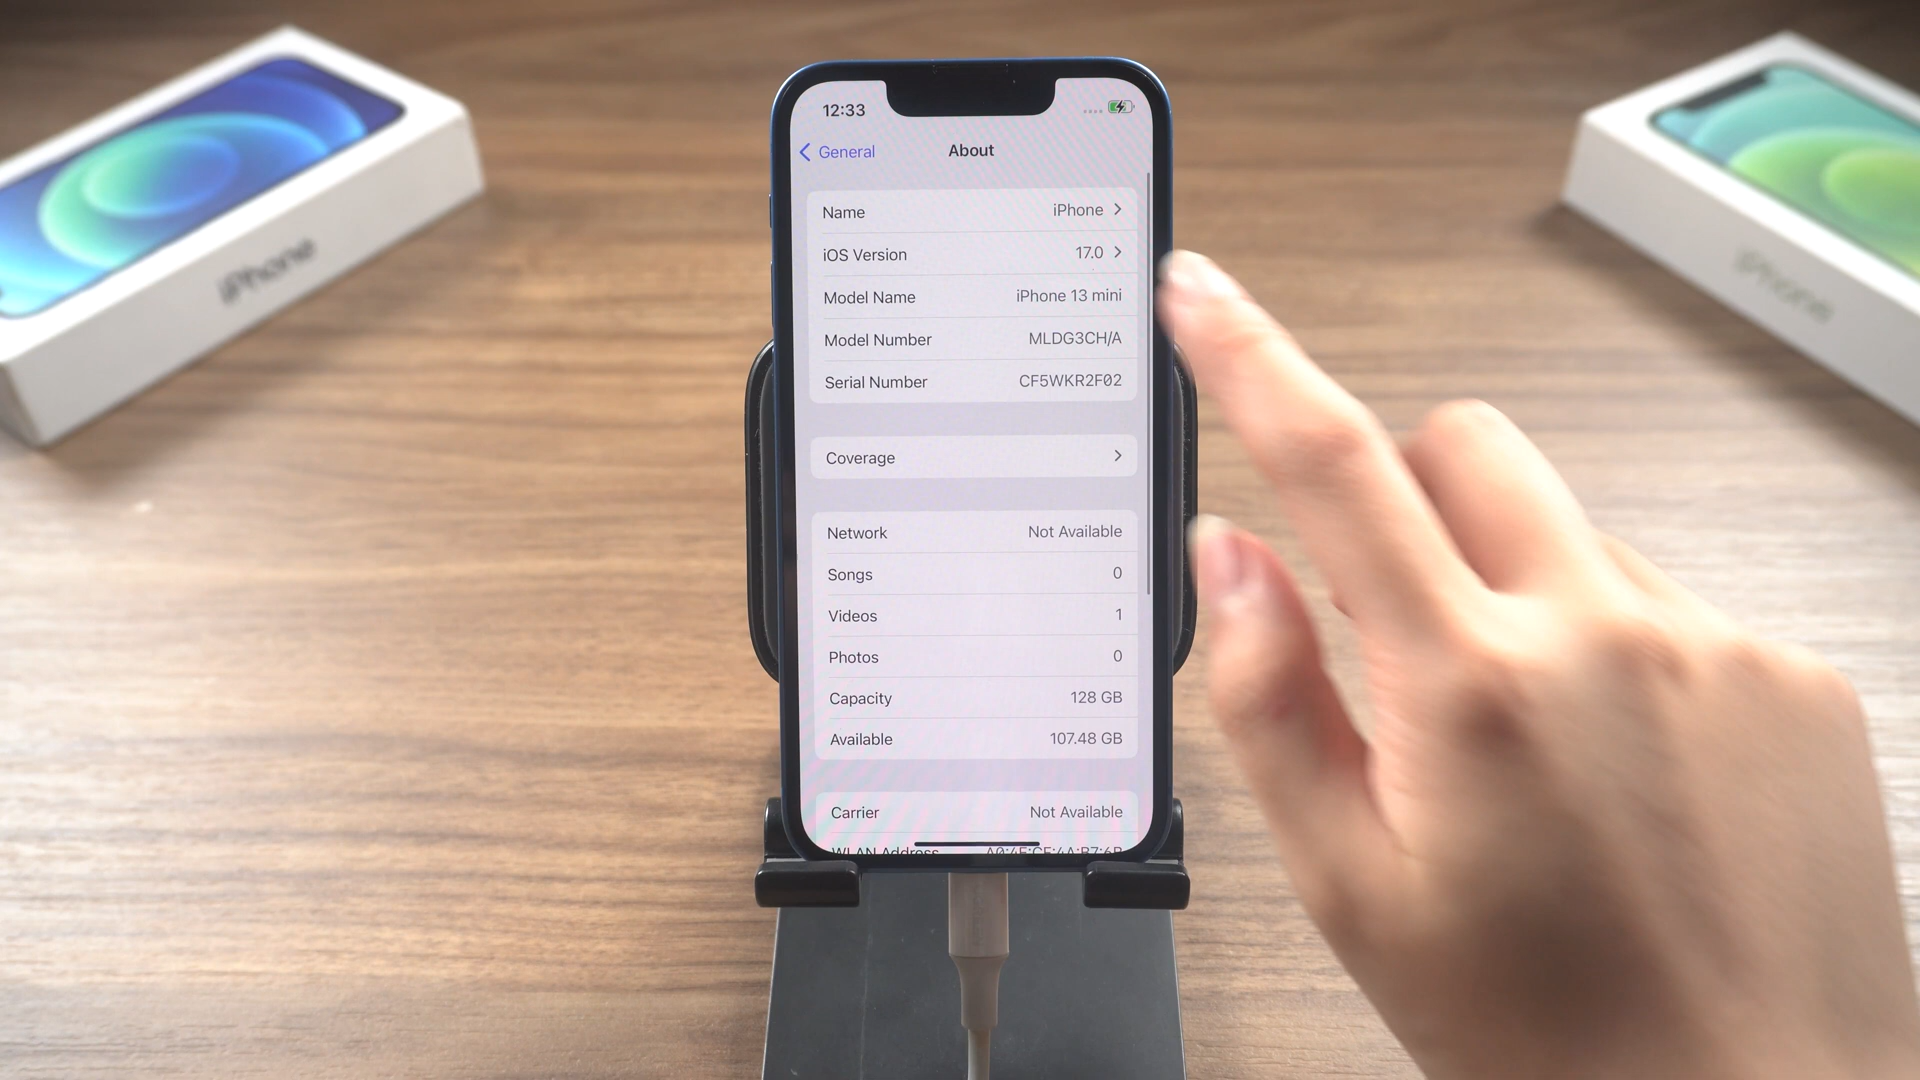 12:33
General
About
Name iPhone
iOS Version 17.0
Model Name iPhone 13 mini
Model Number MLDG3CH/A
Serial Number CF5WKR2F02
Coverage
Network Not Available
Songs 0
Videos 1
Photos 0
Capacity 128 GB
Available 107.48 GB
Carrier Not Available
WLAN Address
iPhone
iPhone